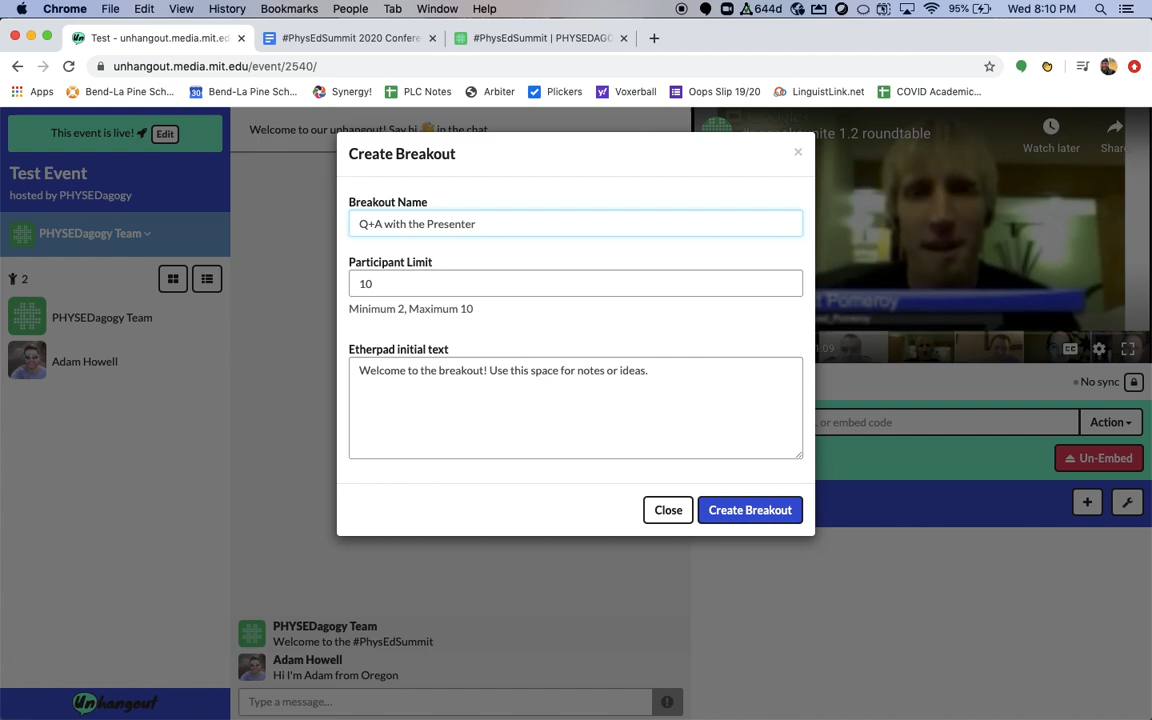 Chrome File Edit View History Bookmarks People Tab Window Help 644d 95% Wed 8:10 PM
Test - unhangout.media.mit.ed #PhysEdSummit 2020 Confere #PhysEdSummit | PHYSEDAGO
unhangout.media.mit.edu/event/2540/
Apps Bend-La Pine Sch... Bend-La Pine Sch... Synergy! PLC Notes Arbiter Plickers Voxerball Oops Slip 19/20 LinguistLink.net COVID Academic...
This event is live! Edit
Test Event
hosted by PHYSEDagogy
PHYSEDagogy Team
2
PHYSEDagogy Team
Adam Howell
Unhangout
Welcome to our unhangout! Say hi in the chat
Create Breakout
×
Breakout Name
Q+A with the Presenter
Participant Limit
10
Minimum 2, Maximum 10
Etherpad initial text
Welcome to the breakout! Use this space for notes or ideas.
Close Create Breakout
PHYSEDagogy Team
Welcome to the #PhysEdSummit
Adam Howell
Hi I'm Adam from Oregon
Type a message...
1.2 roundtable
Watch later Shar
Pomeroy
:09
No sync
or embed code Action
Un-Embed